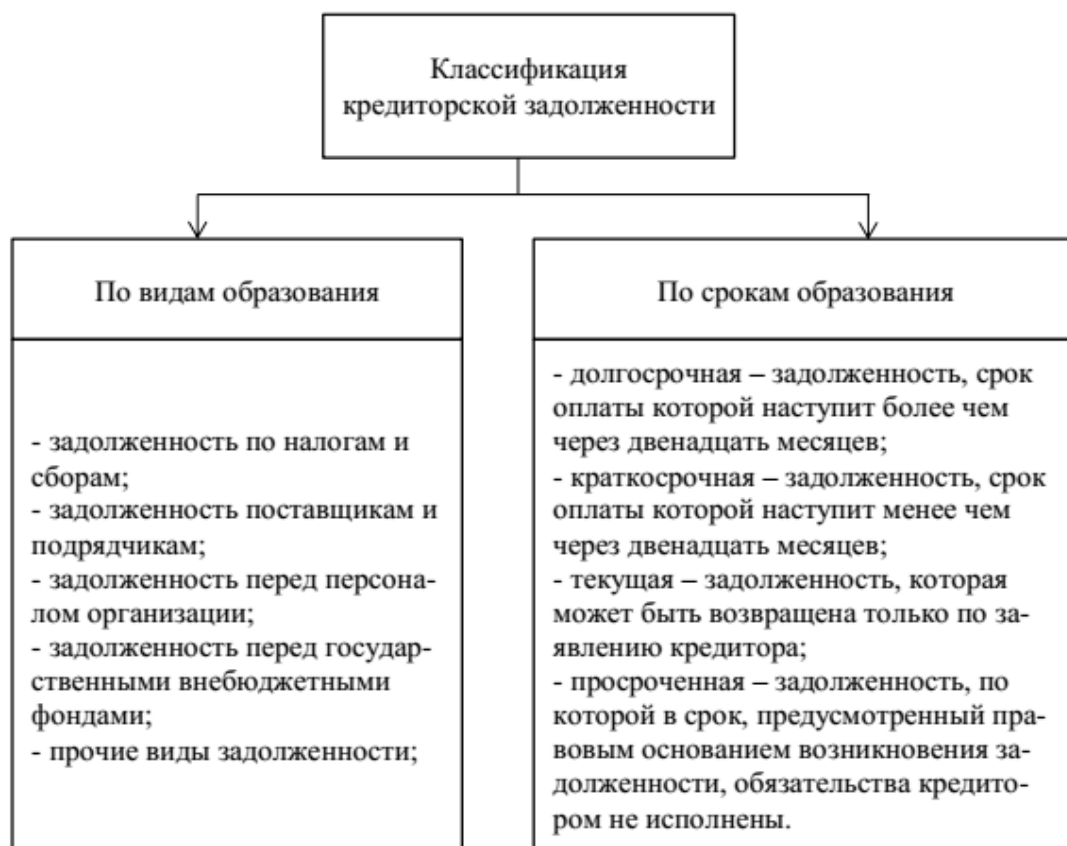 Классификация
кредиторской задолженности
По видам образования
- задолженность по налогам и
сборам;
- задолженность поставщикам и
подрядчикам;
- задолженность перед персона-
лом организации;
- задолженность перед государ-
ственными внебюджетными
фондами;
- прочие виды задолженности;
По срокам образования
- долгосрочная – задолженность, срок
оплаты которой наступит более чем
через двенадцать месяцев;
- краткосрочная – задолженность, срок
оплаты которой наступит менее чем
через двенадцать месяцев;
- текущая – задолженность, которая
может быть возвращена только по за-
явлению кредитора;
- просроченная – задолженность, по
которой в срок, предусмотренный пра-
вовым основанием возникновения за-
долженности, обязательства кредито-
ром не исполнены.